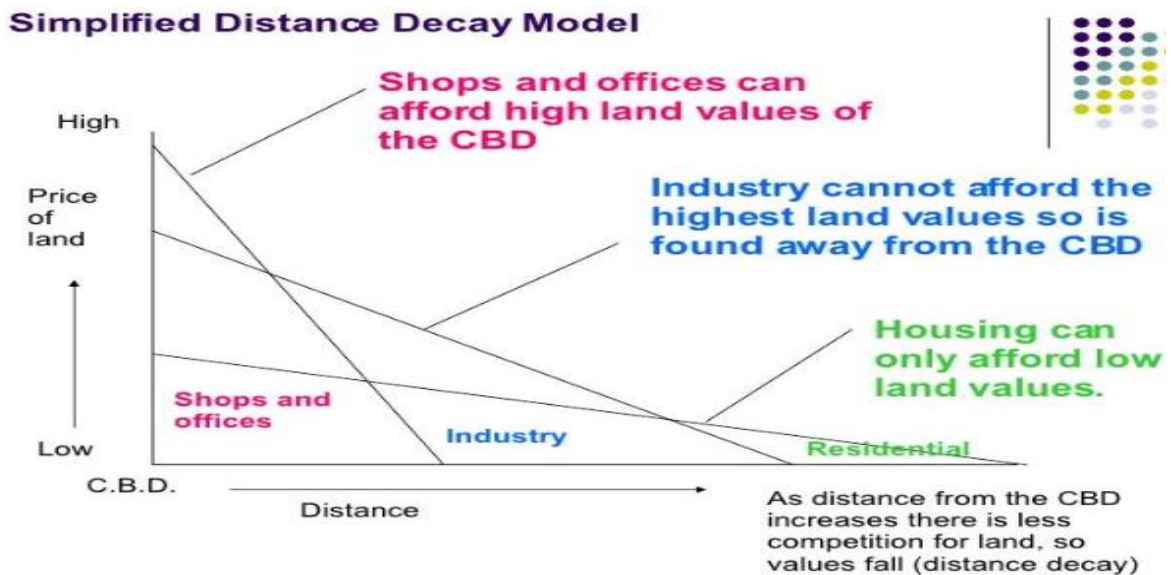 Simplified Distance Decay Model
Shops and offices can
afford high land values of
the CBD
High
Industry cannot afford the
highest land values so is
found away from the CBD
Price
of
land
Housing can
only afford low
land values.
Shops and
offices
Industry
Residential
Low
C.B.D.
Distance
As distance from the CBD
increases there is less
competition for land, so
values fall (distance decay)